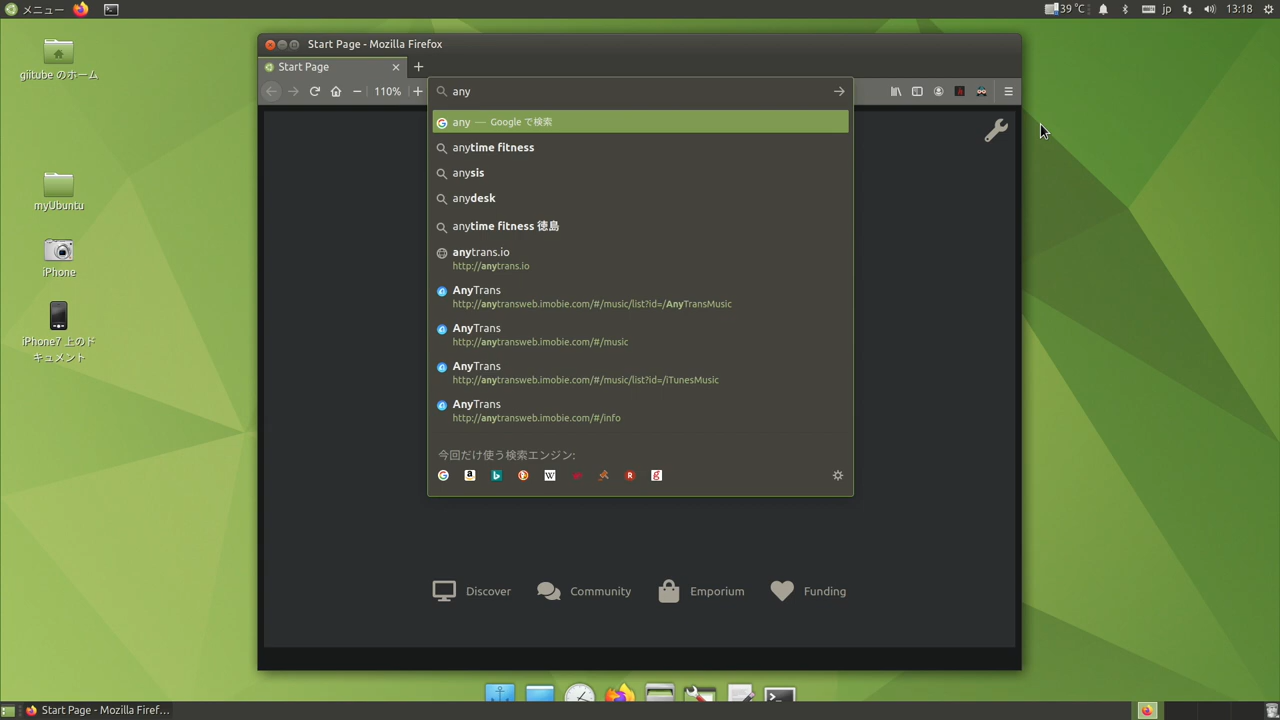 メニュー
39 ℃
jp
13:18
giitube のホーム
myUbuntu
iPhone
iPhone7 上のド
キュメント
Start Page - Mozilla Firefox
Start Page
110%
any
any — Google で検索
anytime fitness
anysis
anydesk
anytime fitness 徳島
anytrans.io
http://anytrans.io
AnyTrans
http://anytransweb.imobie.com/#/music/list?id=/AnyTransMusic
AnyTrans
http://anytransweb.imobie.com/#/music
AnyTrans
http://anytransweb.imobie.com/#/music/list?id=/iTunesMusic
AnyTrans
http://anytransweb.imobie.com/#/info
今回だけ使う検索エンジン:
Discover
Community
Emporium
Funding
Start Page - Mozilla Firef...